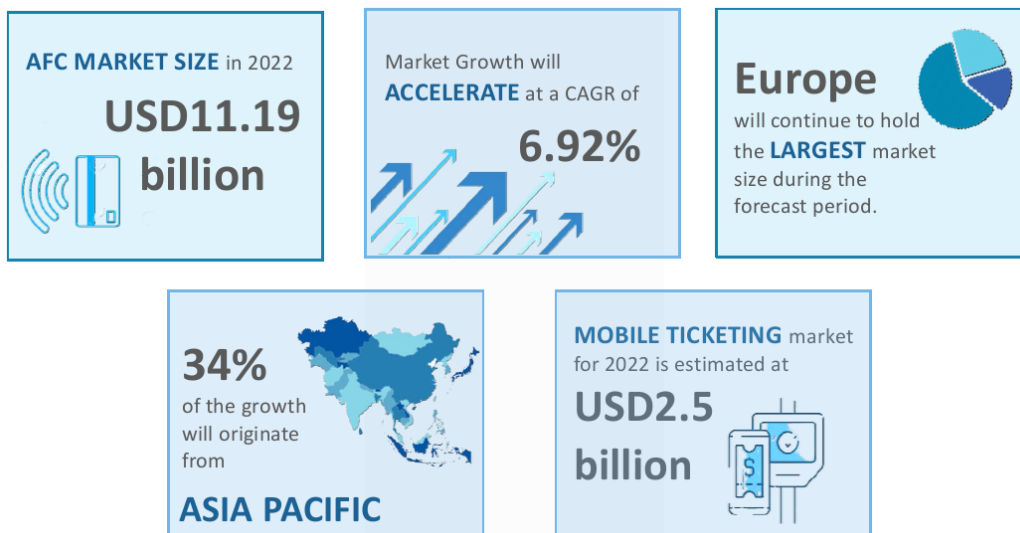 AFC MARKET SIZE in 2022
USD11.19
billion
Market Growth will
ACCELERATE at a CAGR of
6.92%
Europe
will continue to hold
the LARGEST market
size during the
forecast period.
34%
of the growth
will originate
from
ASIA PACIFIC
MOBILE TICKETING market
for 2022 is estimated at
USD2.5
billion
$